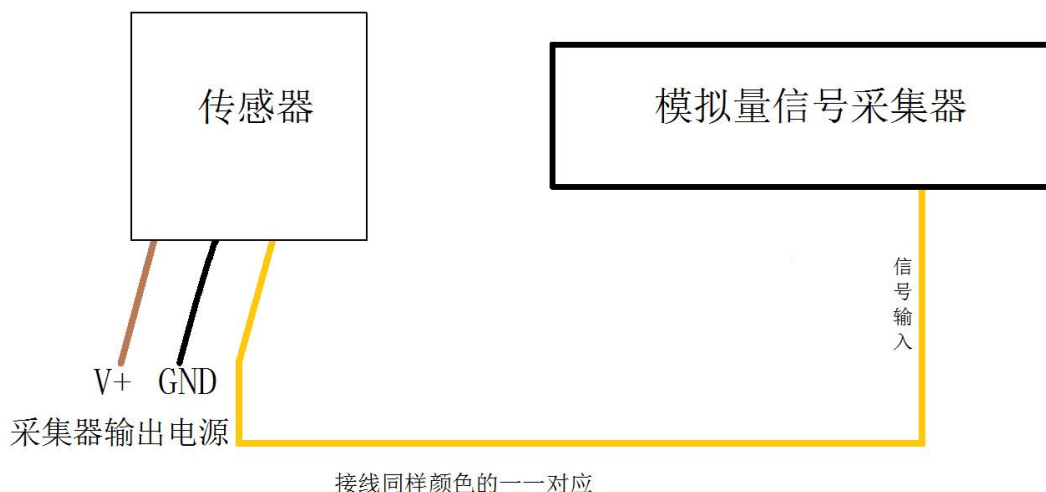 传感器
模拟量信号采集器
信号输入
V+ GND
采集器输出电源
接线同样颜色的一一对应